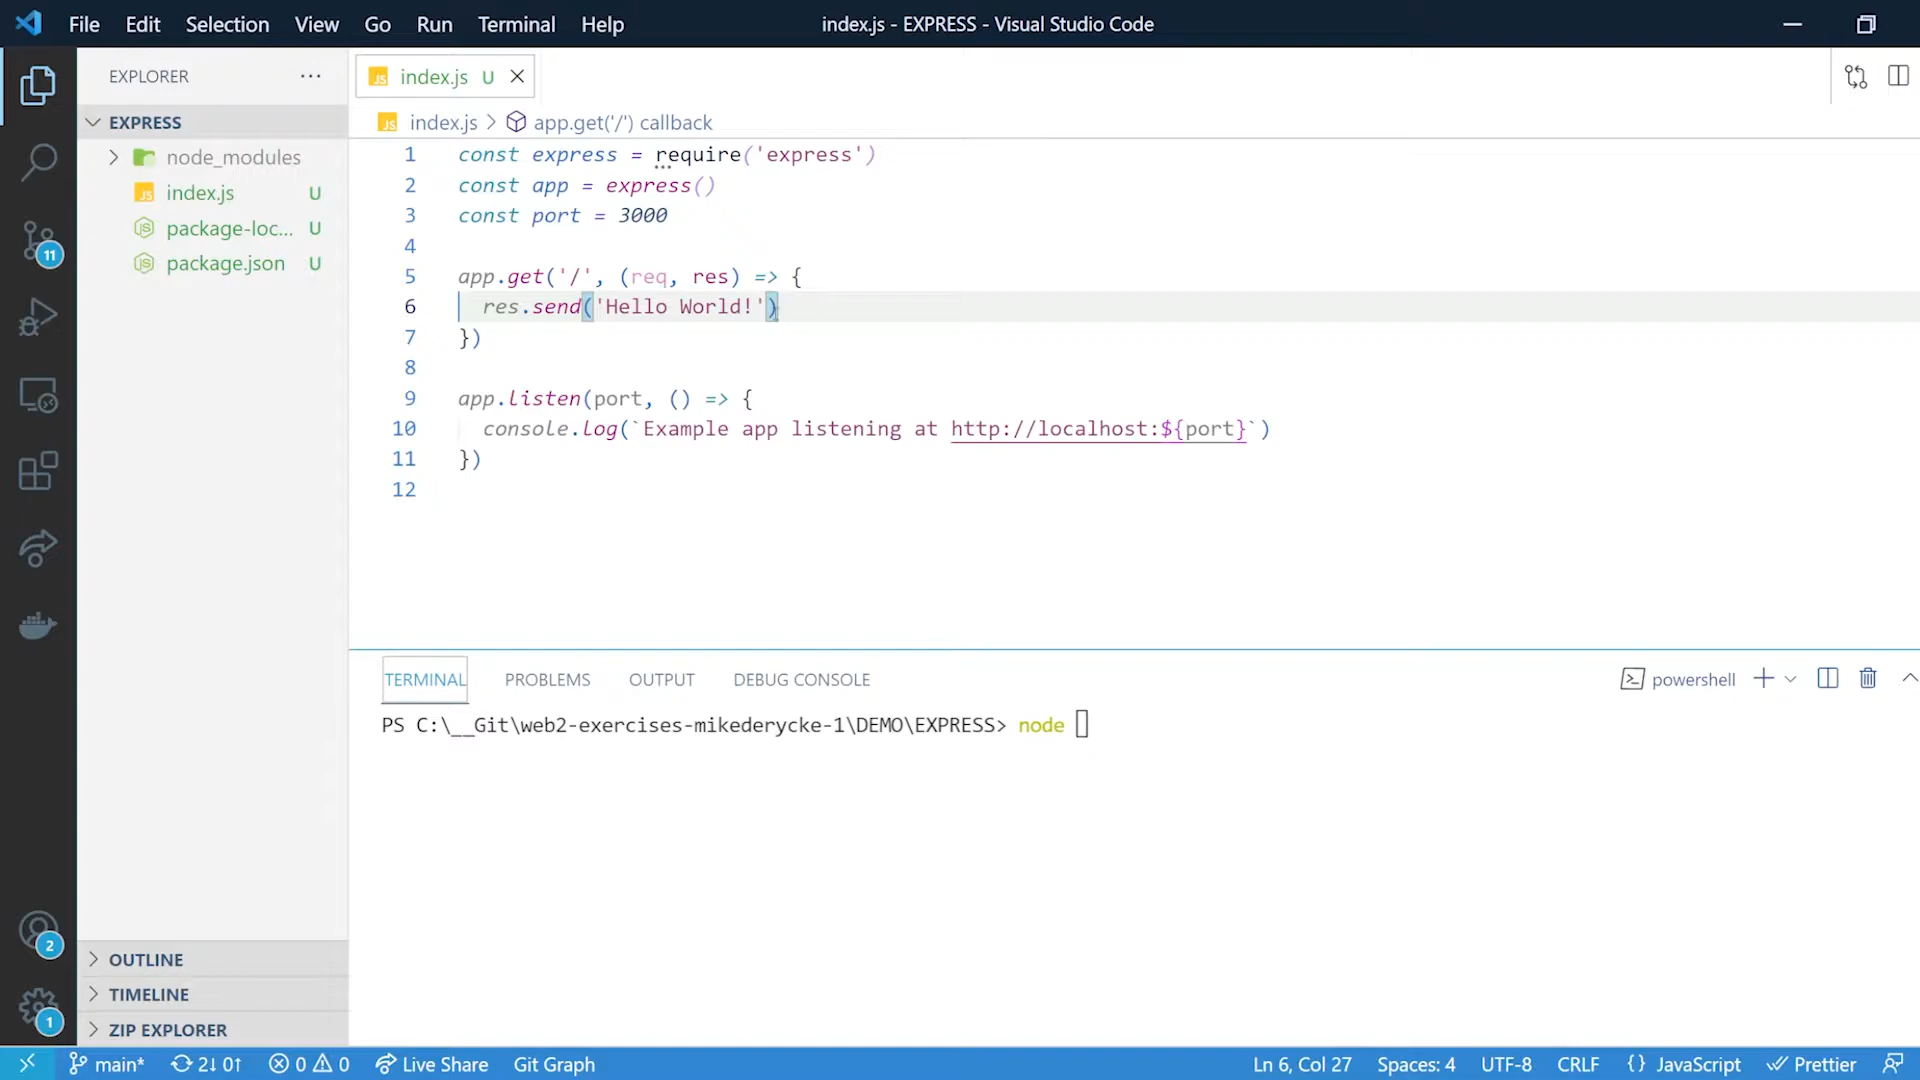 File Edit Selection View Go Run Terminal Help index.js - EXPRESS - Visual Studio Code
EXPLORER ···
JS index.js U
EXPRESS
JS index.js > app.get('/') callback
node_modules
JS index.js U
package-loc... U
package.json U
1 const express = require('express')
2 const app = express()
3 const port = 3000
4
5 app.get('/', (req, res) => {
6 res.send('Hello World!')
7 })
8
9 app.listen(port, () => {
10 console.log(`Example app listening at http://localhost:${port}`)
11 })
12
11
TERMINAL PROBLEMS OUTPUT DEBUG CONSOLE powershell
PS C:\__Git\web2-exercises-mikederycke-1\DEMO\EXPRESS> node
2
1
OUTLINE
TIMELINE
ZIP EXPLORER
main* 2↓ 0↑ 0 0 Live Share Git Graph Ln 6, Col 27 Spaces: 4 UTF-8 CRLF {} JavaScript Prettier